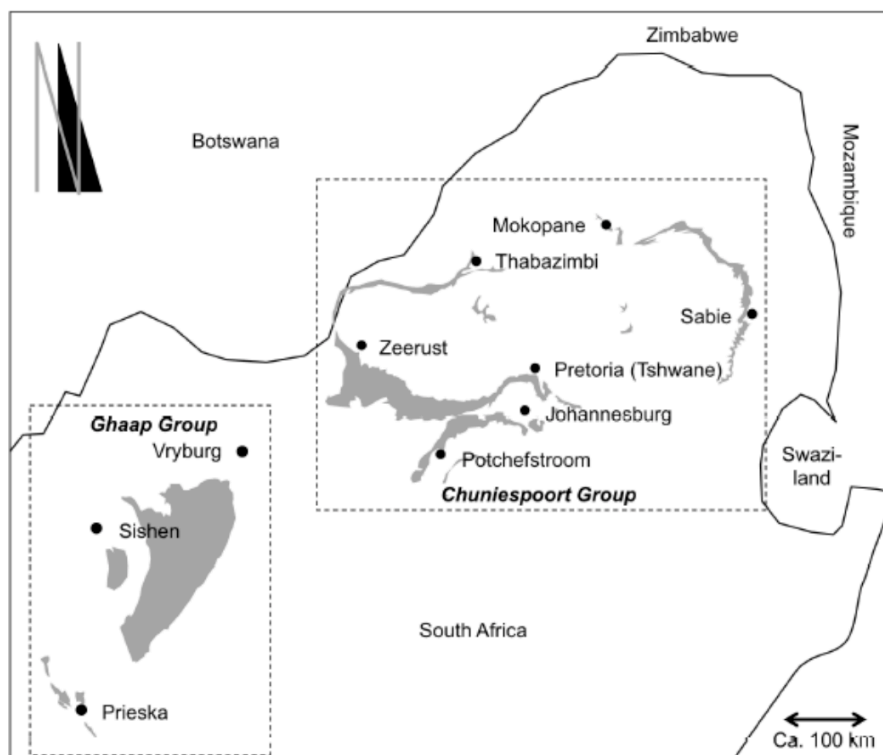 Zimbabwe
Botswana
Mozambique
Mokopane
Thabazimbi
Sabie
Zeerust
Pretoria (Tshwane)
Johannesburg
Ghaap Group
Vryburg
Potchefstroom
Swazi-
land
Chuniespoort Group
Sishen
South Africa
Prieska
Ca. 100 km
N